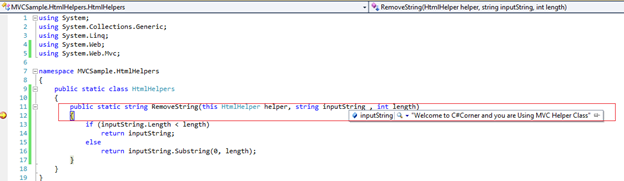 MVCSample.HtmlHelpers.HtmlHelpers
RemoveString(HtmlHelper helper, string inputString, int length)
1 using System;
2 using System.Collections.Generic;
3 using System.Linq;
4 using System.Web;
5 using System.Web.Mvc;
6
7 namespace MVCSample.HtmlHelpers
8 {
9 public static class HtmlHelpers
10 {
11 public static string RemoveString(this HtmlHelper helper, string inputString , int length)
12 {
inputString "Welcome to C#Corner and you are Using MVC Helper Class"
13 if (inputString.Length < length)
14 return inputString;
15 else
16 return inputString.Substring(0, length);
17 }
18 }
19 }